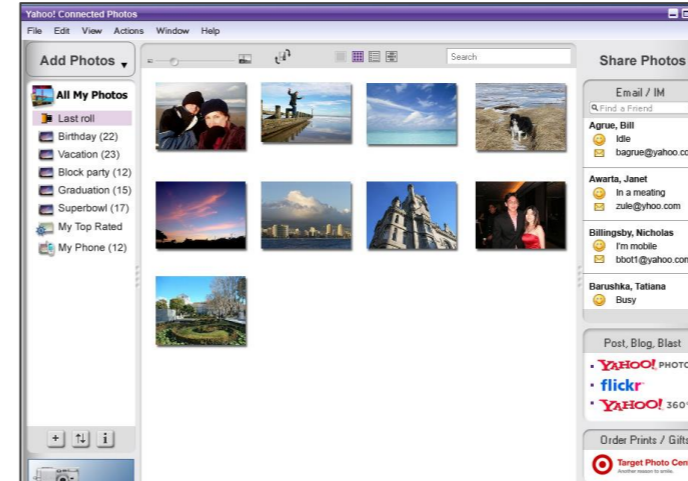 Yahoo! Connected Photos
File Edit View Actions Window Help
Add Photos
All My Photos
Last roll
Birthday (22)
Vacation (23)
Block party (12)
Graduation (15)
Superbowl (17)
My Top Rated
My Phone (12)
Search
Share Photos
Email / IM
Find a Friend
Agrue, Bill
Idle
bagrue@yahoo.co
Awarta, Janet
In a meating
zule@yhoo.com
Billingsby, Nicholas
I'm mobile
bbot1@yahoo.com
Barushka, Tatiana
Busy
Post, Blog, Blast
YAHOO! PHOTO
flickr
YAHOO! 360°
Order Prints / Gifts
Target Photo Cen
Another reason to smile.